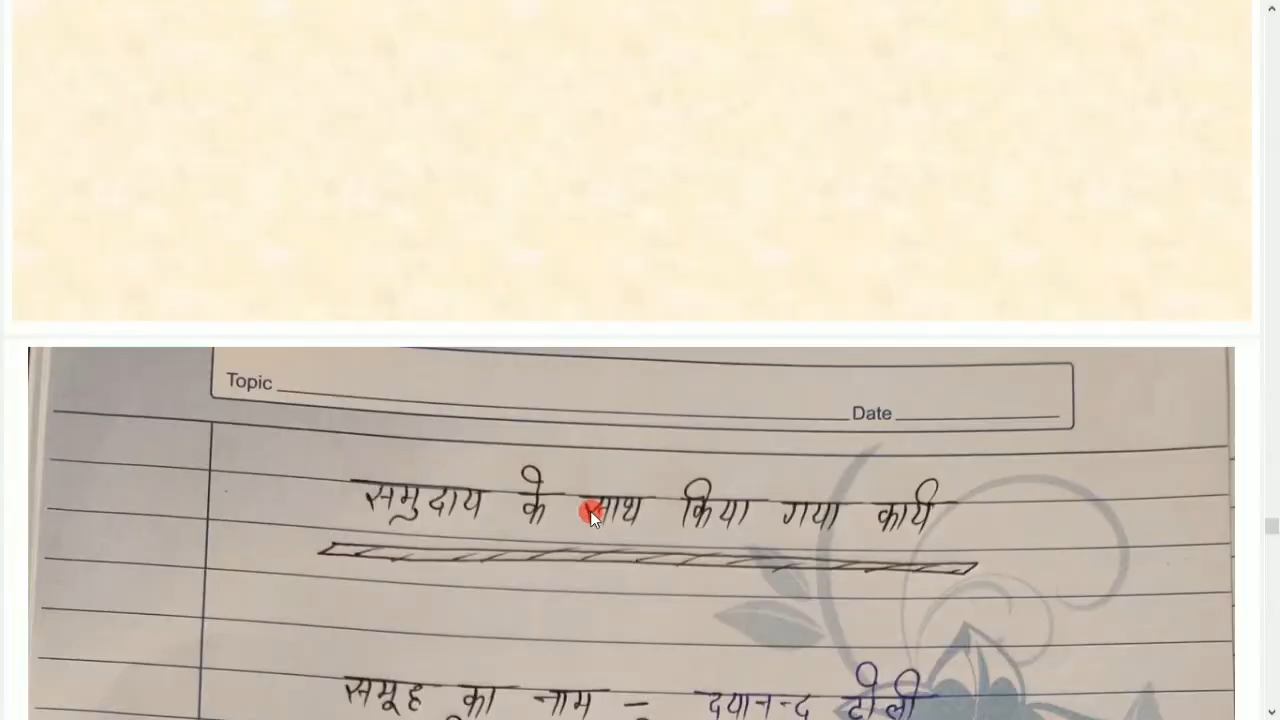 Topic
Date
समुदाय के साथ किया गया कार्य
समूह का नाम = दयानन्द टोली